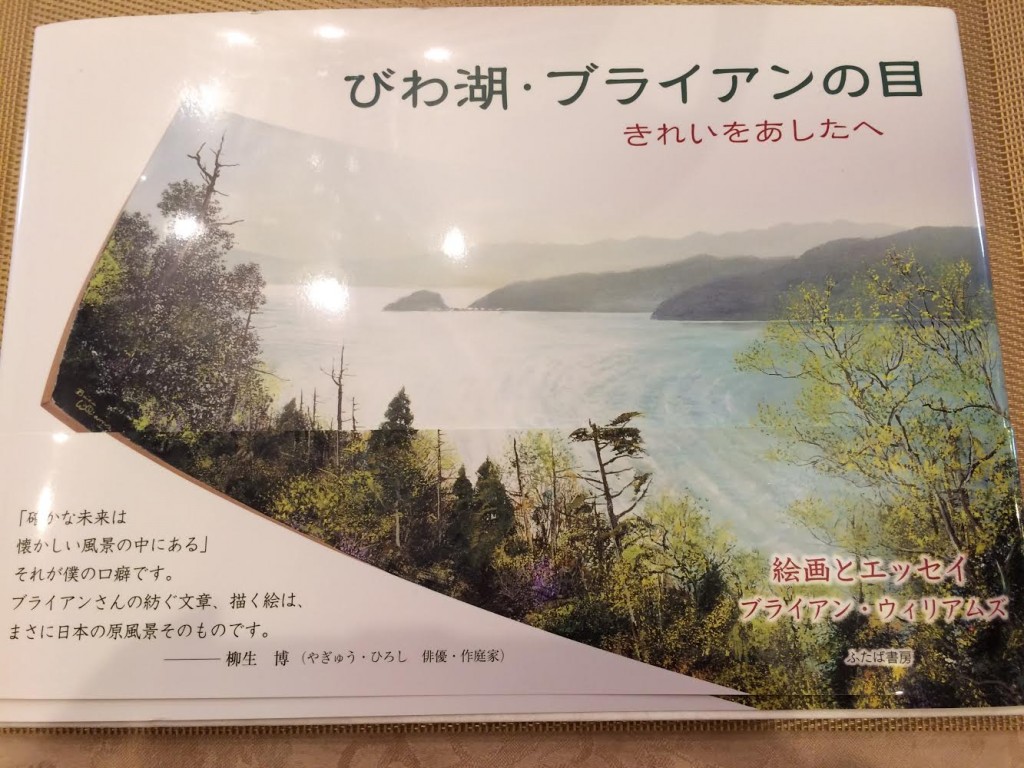 びわ湖・ブライアンの目
きれいをあしたへ
「確かな未来は
懐かしい風景の中にある」
それが僕の口癖です。
ブライアンさんの紡ぐ文章、描く絵は、
まさに日本の原風景そのものです。
―― 柳生 博（やぎゅう・ひろし 俳優・作庭家）
絵画とエッセイ
ブライアン・ウィリアムズ
ふたば書房